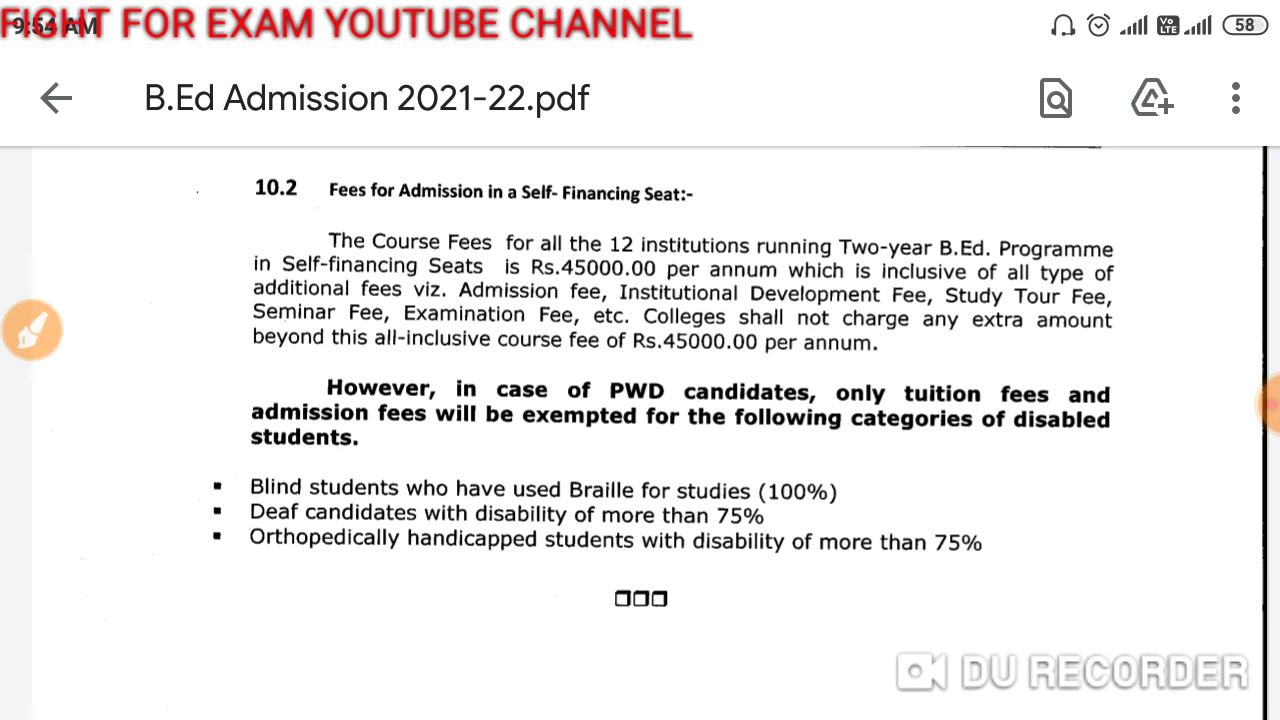 FIGHT FOR EXAM YOUTUBE CHANNEL
9:54 AM
Vo LTE
58
B.Ed Admission 2021-22.pdf
10.2 Fees for Admission in a Self- Financing Seat:-
The Course Fees for all the 12 institutions running Two-year B.Ed. Programme
in Self-financing Seats is Rs.45000.00 per annum which is inclusive of all type of
additional fees viz. Admission fee, Institutional Development Fee, Study Tour Fee,
Seminar Fee, Examination Fee, etc. Colleges shall not charge any extra amount
beyond this all-inclusive course fee of Rs.45000.00 per annum.
However, in case of PWD candidates, only tuition fees and
admission fees will be exempted for the following categories of disabled
students.
▪ Blind students who have used Braille for studies (100%)
▪ Deaf candidates with disability of more than 75%
▪ Orthopedically handicapped students with disability of more than 75%
DU RECORDER